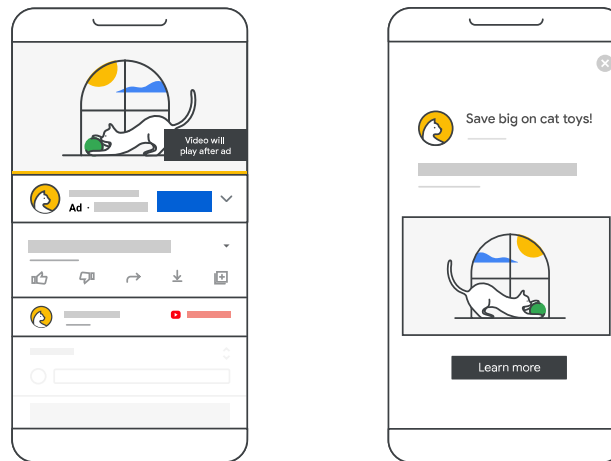 Video will
play after ad
Ad ·
Save big on cat toys!
Learn more